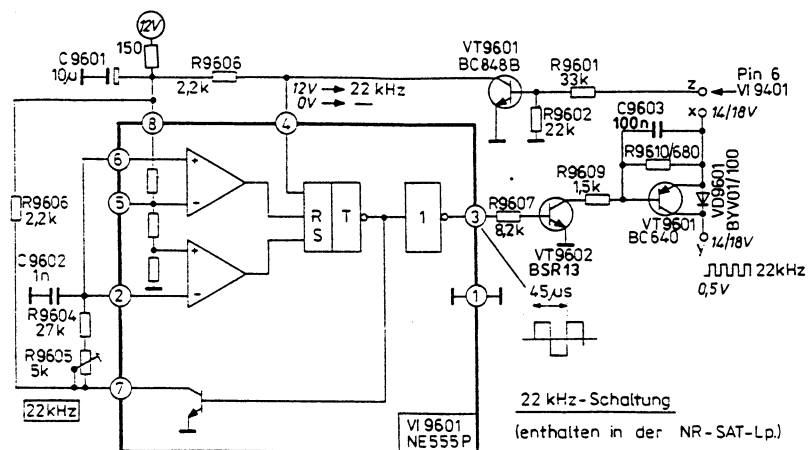 12V
150
C9601
10µ
R9606
2,2k
12V → 22 kHz
0V → —
VT9601
BC848B
R9601
33k
Z
Pin 6
VI 9401
R9602
22k
C9603
100n
x
14/18V
R9610/680
8
4
6
5
R9606
2,2k
R
S
T
1
3
R9607
8,2k
R9609
1,5k
VT9601
BC640
VD9601
BYV01/100
y
14/18V
VT9602
BSR13
22kHz
0,5V
C9602
1n
2
1
45µs
R9604
27k
R9605
5k
7
22kHz
VI 9601
NE555P
22 kHz-Schaltung
(enthalten in der NR-SAT-Lp.)
+
-
+
-